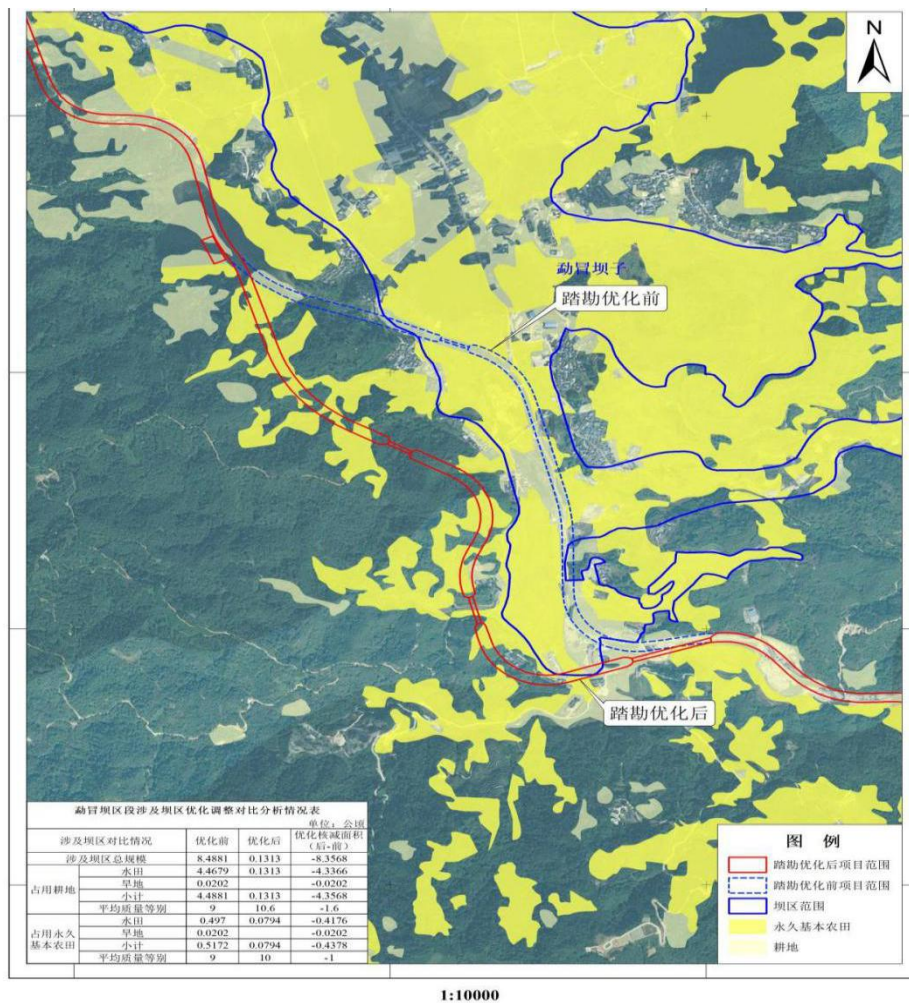 N
勐冒坝子
踏勘优化前
踏勘优化后
勐冒坝区段涉及坝区优化调整对比分析情况表
单位：公顷
涉及坝区对比情况 优化前 优化后 优化核减面积（后-前）
涉及坝区总规模 8.4881 0.1313 -8.3568
占用耕地 水田 4.4679 0.1313 -4.3366
旱地 0.0202 -0.0202
小计 4.4881 0.1313 -4.3568
平均质量等别 9 10.6 -1.6
占用永久基本农田 水田 0.497 0.0794 -0.4176
旱地 0.0202 -0.0202
小计 0.5172 0.0794 -0.4378
平均质量等别 9 10 -1
图 例
踏勘优化后项目范围
踏勘优化前项目范围
坝区范围
永久基本农田
耕地
1:10000